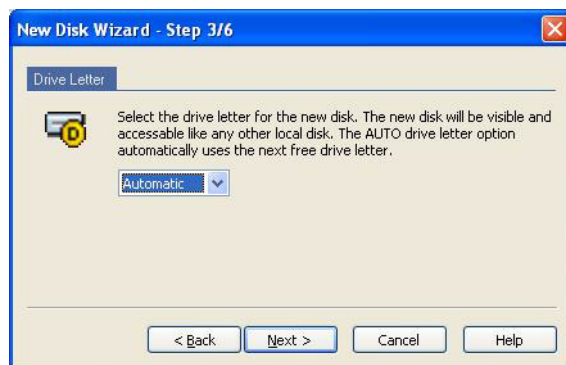 New Disk Wizard - Step 3/6
Drive Letter
Select the drive letter for the new disk. The new disk will be visible and
accessable like any other local disk. The AUTO drive letter option
automatically uses the next free drive letter.
Automatic
< Back
Next >
Cancel
Help